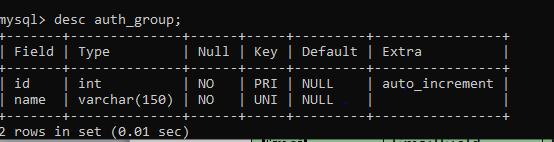 mysql> desc auth_group;
+-------+--------------+------+-----+---------+----------------+
| Field | Type | Null | Key | Default | Extra |
+-------+--------------+------+-----+---------+----------------+
| id | int | NO | PRI | NULL | auto_increment |
| name | varchar(150) | NO | UNI | NULL | |
+-------+--------------+------+-----+---------+----------------+
2 rows in set (0.01 sec)